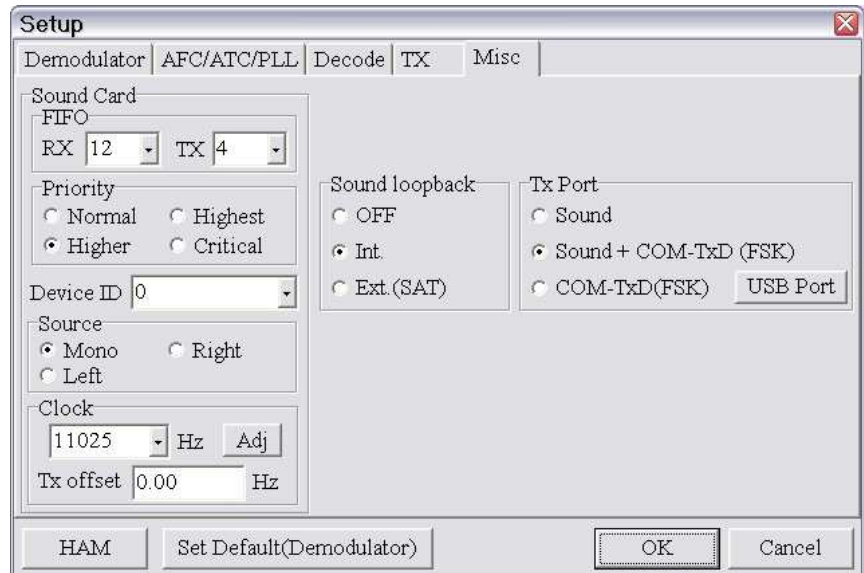 Setup
Demodulator AFC/ATC/PLL Decode TX Misc
Sound Card
FIFO
RX 12 TX 4
Priority
Normal Highest
Higher Critical
Device ID 0
Source
Mono Right
Left
Clock
11025 Hz Adj
Tx offset 0.00 Hz
Sound loopback
OFF
Int.
Ext.(SAT)
Tx Port
Sound
Sound + COM-TxD (FSK)
COM-TxD(FSK) USB Port
HAM Set Default(Demodulator) OK Cancel